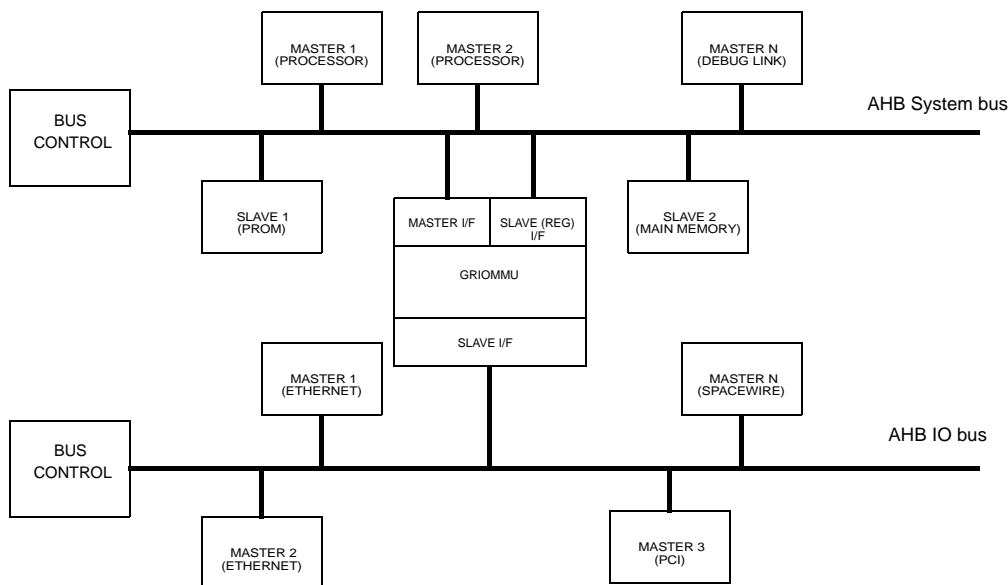 MASTER 1
(PROCESSOR)
MASTER 2
(PROCESSOR)
MASTER N
(DEBUG LINK)
AHB System bus
BUS
CONTROL
SLAVE 1
(PROM)
MASTER I/F
SLAVE (REG)
I/F
SLAVE 2
(MAIN MEMORY)
GRIOMMU
SLAVE I/F
MASTER 1
(ETHERNET)
MASTER N
(SPACEWIRE)
AHB IO bus
BUS
CONTROL
MASTER 2
(ETHERNET)
MASTER 3
(PCI)